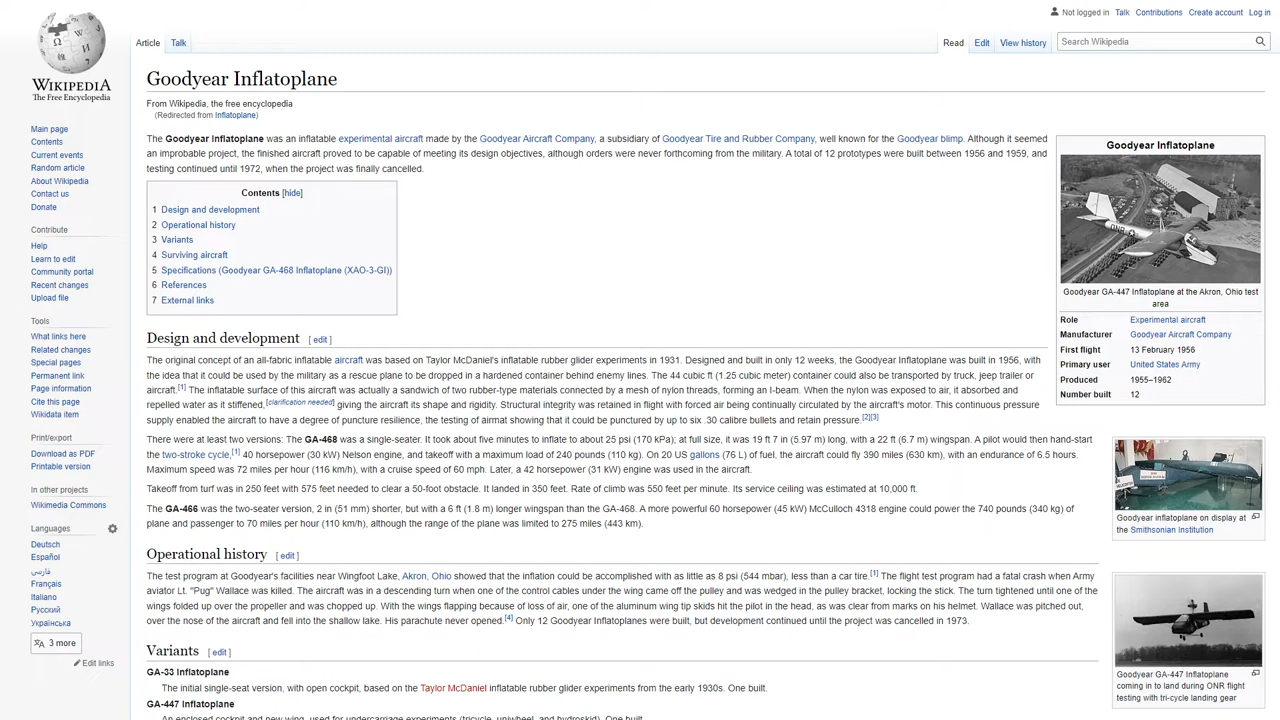 Not logged in Talk Contributions Create account Log in
Article Talk Read Edit View history Search Wikipedia
WIKIPEDIA
The Free Encyclopedia
Main page
Contents
Current events
Random article
About Wikipedia
Contact us
Donate
Contribute
Help
Learn to edit
Community portal
Recent changes
Upload file
Tools
What links here
Related changes
Special pages
Permanent link
Page information
Cite this page
Wikidata item
Print/export
Download as PDF
Printable version
In other projects
Wikimedia Commons
Languages
Deutsch
Español
فارسی
Français
Italiano
Русский
Українська
3 more
Edit links
Goodyear Inflatoplane
From Wikipedia, the free encyclopedia
(Redirected from Inflatoplane)
The Goodyear Inflatoplane was an inflatable experimental aircraft made by the Goodyear Aircraft Company, a subsidiary of Goodyear Tire and Rubber Company, well known for the Goodyear blimp. Although it seemed
an improbable project, the finished aircraft proved to be capable of meeting its design objectives, although orders were never forthcoming from the military. A total of 12 prototypes were built between 1956 and 1959, and
testing continued until 1972, when the project was finally cancelled.
Contents [hide]
1 Design and development
2 Operational history
3 Variants
4 Surviving aircraft
5 Specifications (Goodyear GA-468 Inflatoplane (XAO-3-GI))
6 References
7 External links
Design and development [ edit ]
The original concept of an all-fabric inflatable aircraft was based on Taylor McDaniel's inflatable rubber glider experiments in 1931. Designed and built in only 12 weeks, the Goodyear Inflatoplane was built in 1956, with
the idea that it could be used by the military as a rescue plane to be dropped in a hardened container behind enemy lines. The 44 cubic ft (1.25 cubic meter) container could also be transported by truck, jeep trailer or
aircraft.[1] The inflatable surface of this aircraft was actually a sandwich of two rubber-type materials connected by a mesh of nylon threads, forming an I-beam. When the nylon was exposed to air, it absorbed and
repelled water as it stiffened,[clarification needed] giving the aircraft its shape and rigidity. Structural integrity was retained in flight with forced air being continually circulated by the aircraft's motor. This continuous pressure
supply enabled the aircraft to have a degree of puncture resilience, the testing of airmat showing that it could be punctured by up to six .30 calibre bullets and retain pressure.[2][3]
There were at least two versions: The GA-468 was a single-seater. It took about five minutes to inflate to about 25 psi (170 kPa); at full size, it was 19 ft 7 in (5.97 m) long, with a 22 ft (6.7 m) wingspan. A pilot would then hand-start
the two-stroke cycle,[1] 40 horsepower (30 kW) Nelson engine, and takeoff with a maximum load of 240 pounds (110 kg). On 20 US gallons (76 L) of fuel, the aircraft could fly 390 miles (630 km), with an endurance of 6.5 hours.
Maximum speed was 72 miles per hour (116 km/h), with a cruise speed of 60 mph. Later, a 42 horsepower (31 kW) engine was used in the aircraft.
Takeoff from turf was in 250 feet with 575 feet needed to clear a 50-foot obstacle. It landed in 350 feet. Rate of climb was 550 feet per minute. Its service ceiling was estimated at 10,000 ft.
The GA-466 was the two-seater version, 2 in (51 mm) shorter, but with a 6 ft (1.8 m) longer wingspan than the GA-468. A more powerful 60 horsepower (45 kW) McCulloch 4318 engine could power the 740 pounds (340 kg) of
plane and passenger to 70 miles per hour (110 km/h), although the range of the plane was limited to 275 miles (443 km).
Operational history [ edit ]
The test program at Goodyear's facilities near Wingfoot Lake, Akron, Ohio showed that the inflation could be accomplished with as little as 8 psi (544 mbar), less than a car tire.[1] The flight test program had a fatal crash when Army
aviator Lt. "Pug" Wallace was killed. The aircraft was in a descending turn when one of the control cables under the wing came off the pulley and was wedged in the pulley bracket, locking the stick. The turn tightened until one of the
wings folded up over the propeller and was chopped up. With the wings flapping because of loss of air, one of the aluminum wing tip skids hit the pilot in the head, as was clear from marks on his helmet. Wallace was pitched out,
over the nose of the aircraft and fell into the shallow lake. His parachute never opened.[4] Only 12 Goodyear Inflatoplanes were built, but development continued until the project was cancelled in 1973.
Variants [ edit ]
GA-33 Inflatoplane
The initial single-seat version, with open cockpit, based on the Taylor McDaniel inflatable rubber glider experiments from the early 1930s. One built.
GA-447 Inflatoplane
An enclosed cockpit and new wing, used for undercarriage experiments (tricycle, uniwheel, and hydroskid). One built.
Goodyear Inflatoplane
Goodyear GA-447 Inflatoplane at the Akron, Ohio test
area
Role Experimental aircraft
Manufacturer Goodyear Aircraft Company
First flight 13 February 1956
Primary user United States Army
Produced 1955–1962
Number built 12
Goodyear inflatoplane on display at
the Smithsonian Institution
Goodyear GA-447 Inflatoplane
coming in to land during ONR flight
testing with tri-cycle landing gear